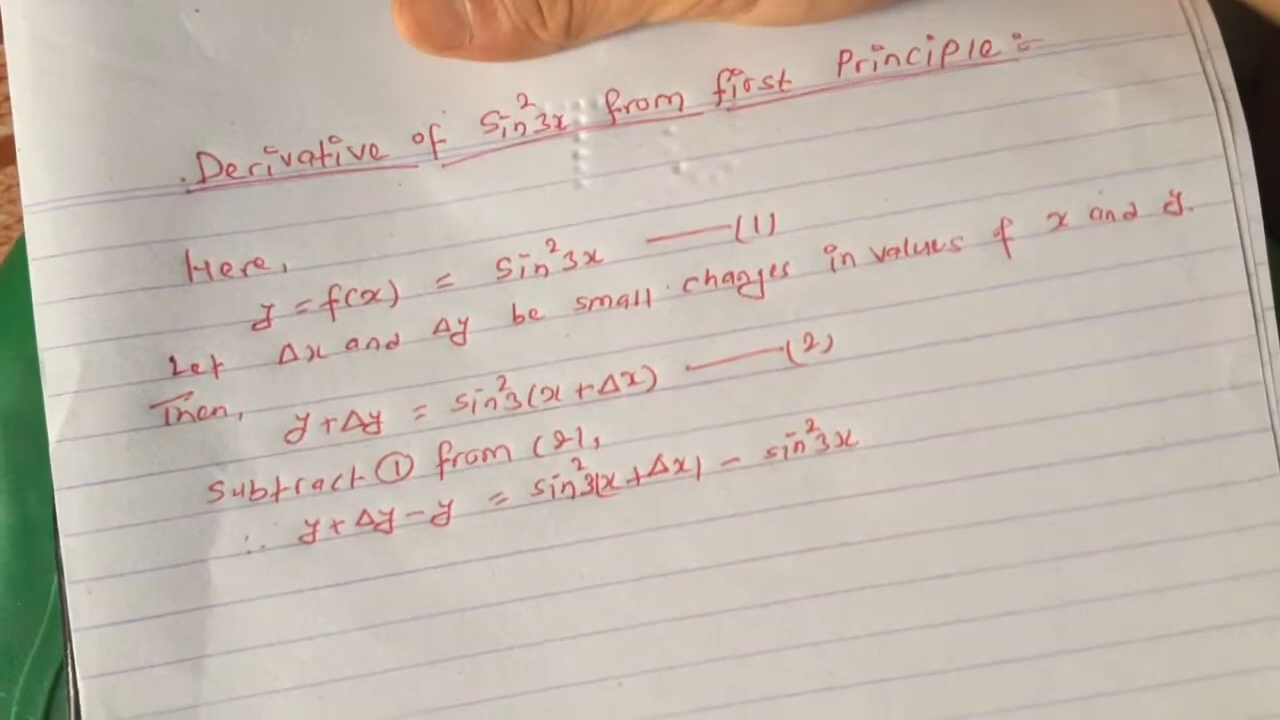 Derivative of sin²3x from first principle :-
Here,
y = f(x) = sin²3x ——(1)
Let Δx and Δy be small changes in values of x and y.
Then,
y + Δy = sin²3(x + Δx) ——(2)
Subtract ① from (2),
∴ y + Δy - y = sin²3(x + Δx) - sin²3x